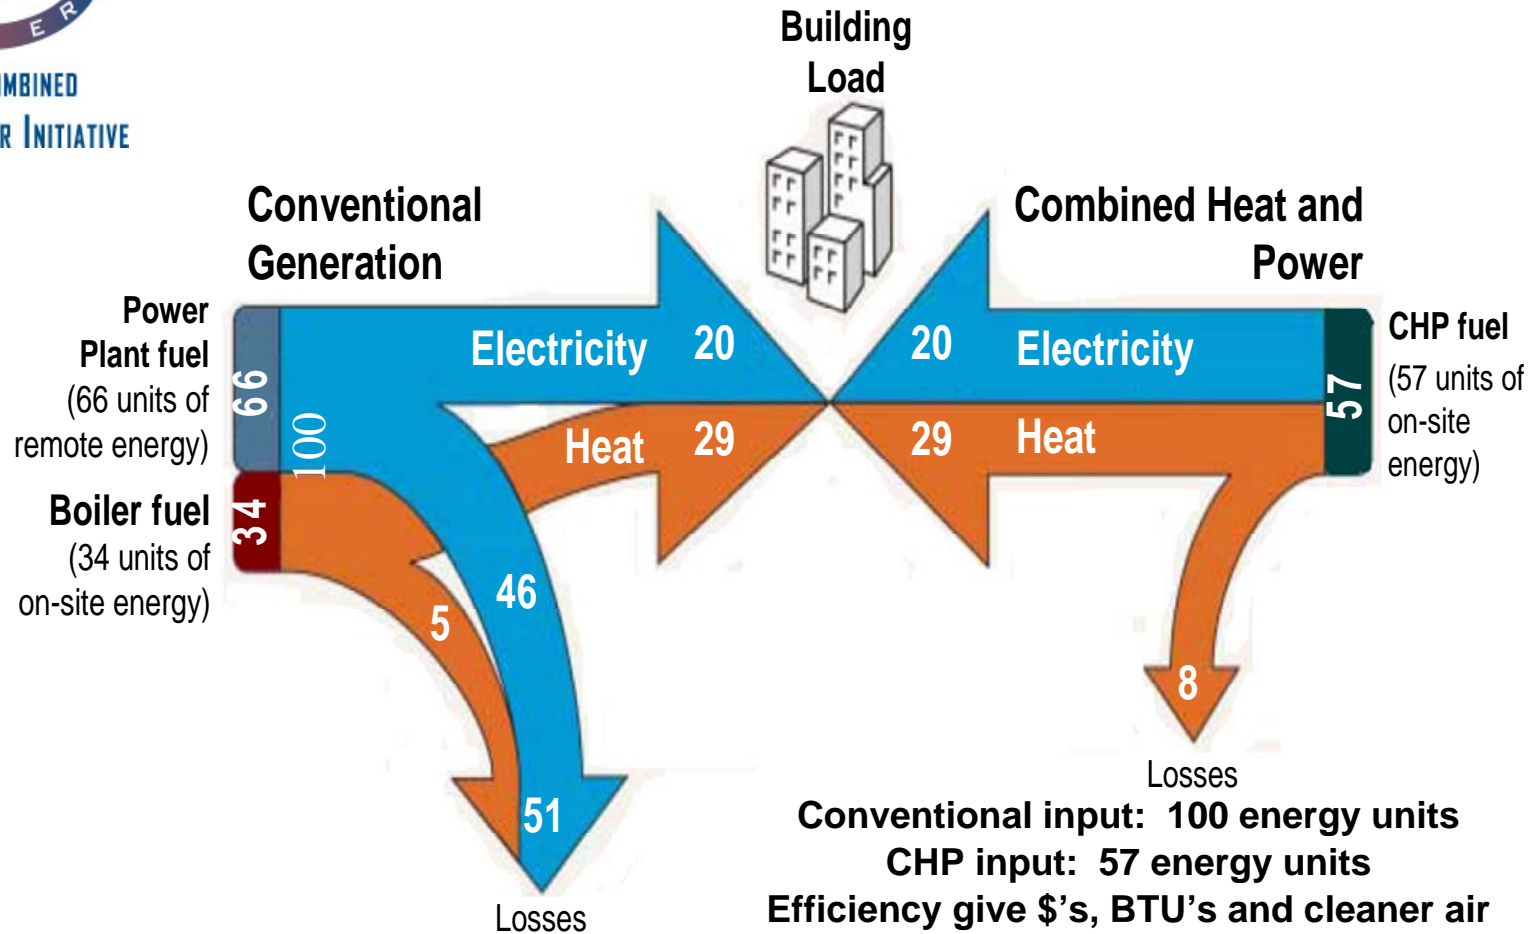 E R
INITIATIVE
Building
Load
Conventional
Generation
Combined Heat and
Power
Power
Plant fuel
(66 units of
remote energy)
66
100
Boiler fuel
(34 units of
on-site energy)
34
Electricity 20
Heat 29
20 Electricity
29 Heat
57
CHP fuel
(57 units of
on-site
energy)
5
46
51
Losses
8
Losses
Conventional input: 100 energy units
CHP input: 57 energy units
Efficiency give $'s, BTU's and cleaner air